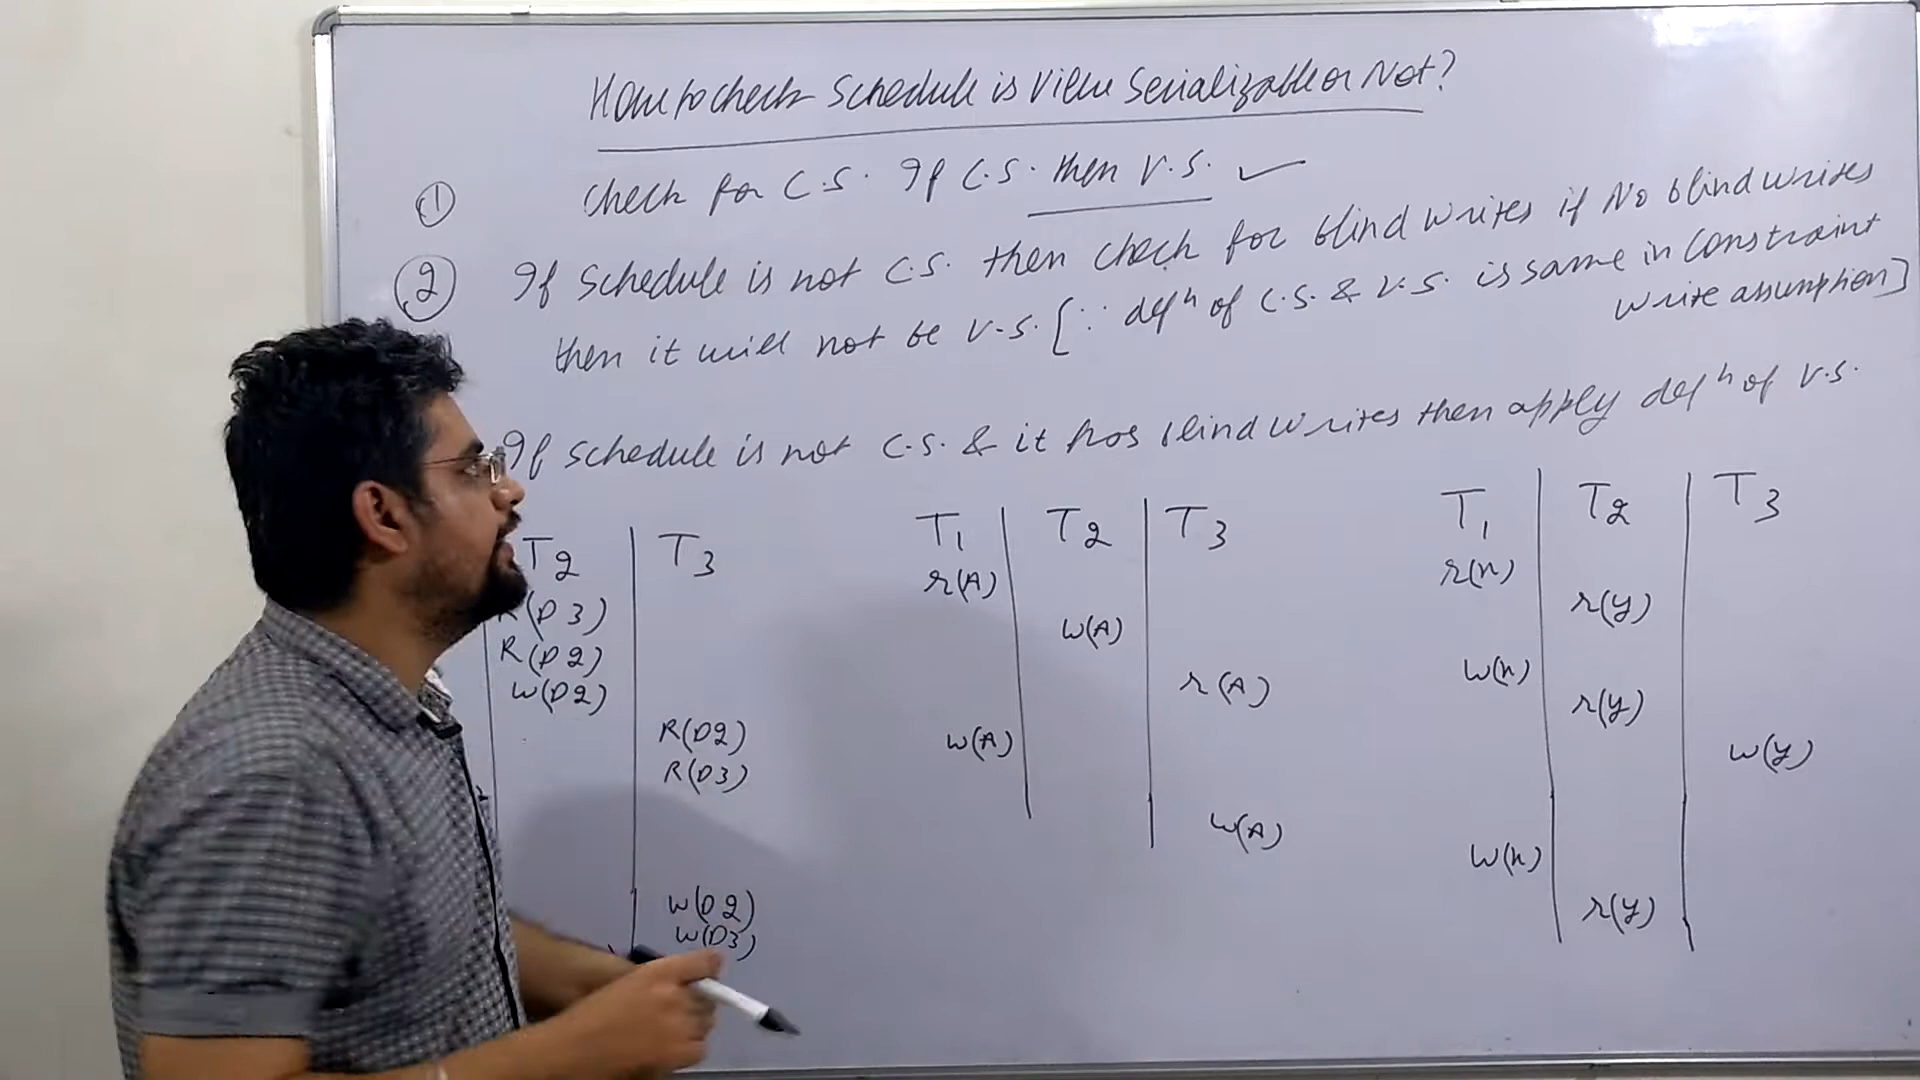 How to check Schedule is View Serializable or Not?
① Check for C.S. If C.S. then V.S. ✓
② If schedule is not C.S. then check for blind writes if No blind writes
then it will not be V.S. [∵ defⁿ of C.S. & V.S. is same in constraint
write assumption]
If schedule is not C.S. & it has blind writes then apply defⁿ of V.S.
T2 T3
R(D3)
R(D2)
W(D2)
R(D2)
R(D3)
W(D2)
W(D3)
T1 T2 T3
r(A)
w(A)
r(A)
w(A)
w(A)
T1 T2 T3
r(x)
r(y)
w(x)
r(y)
w(y)
w(x)
r(y)